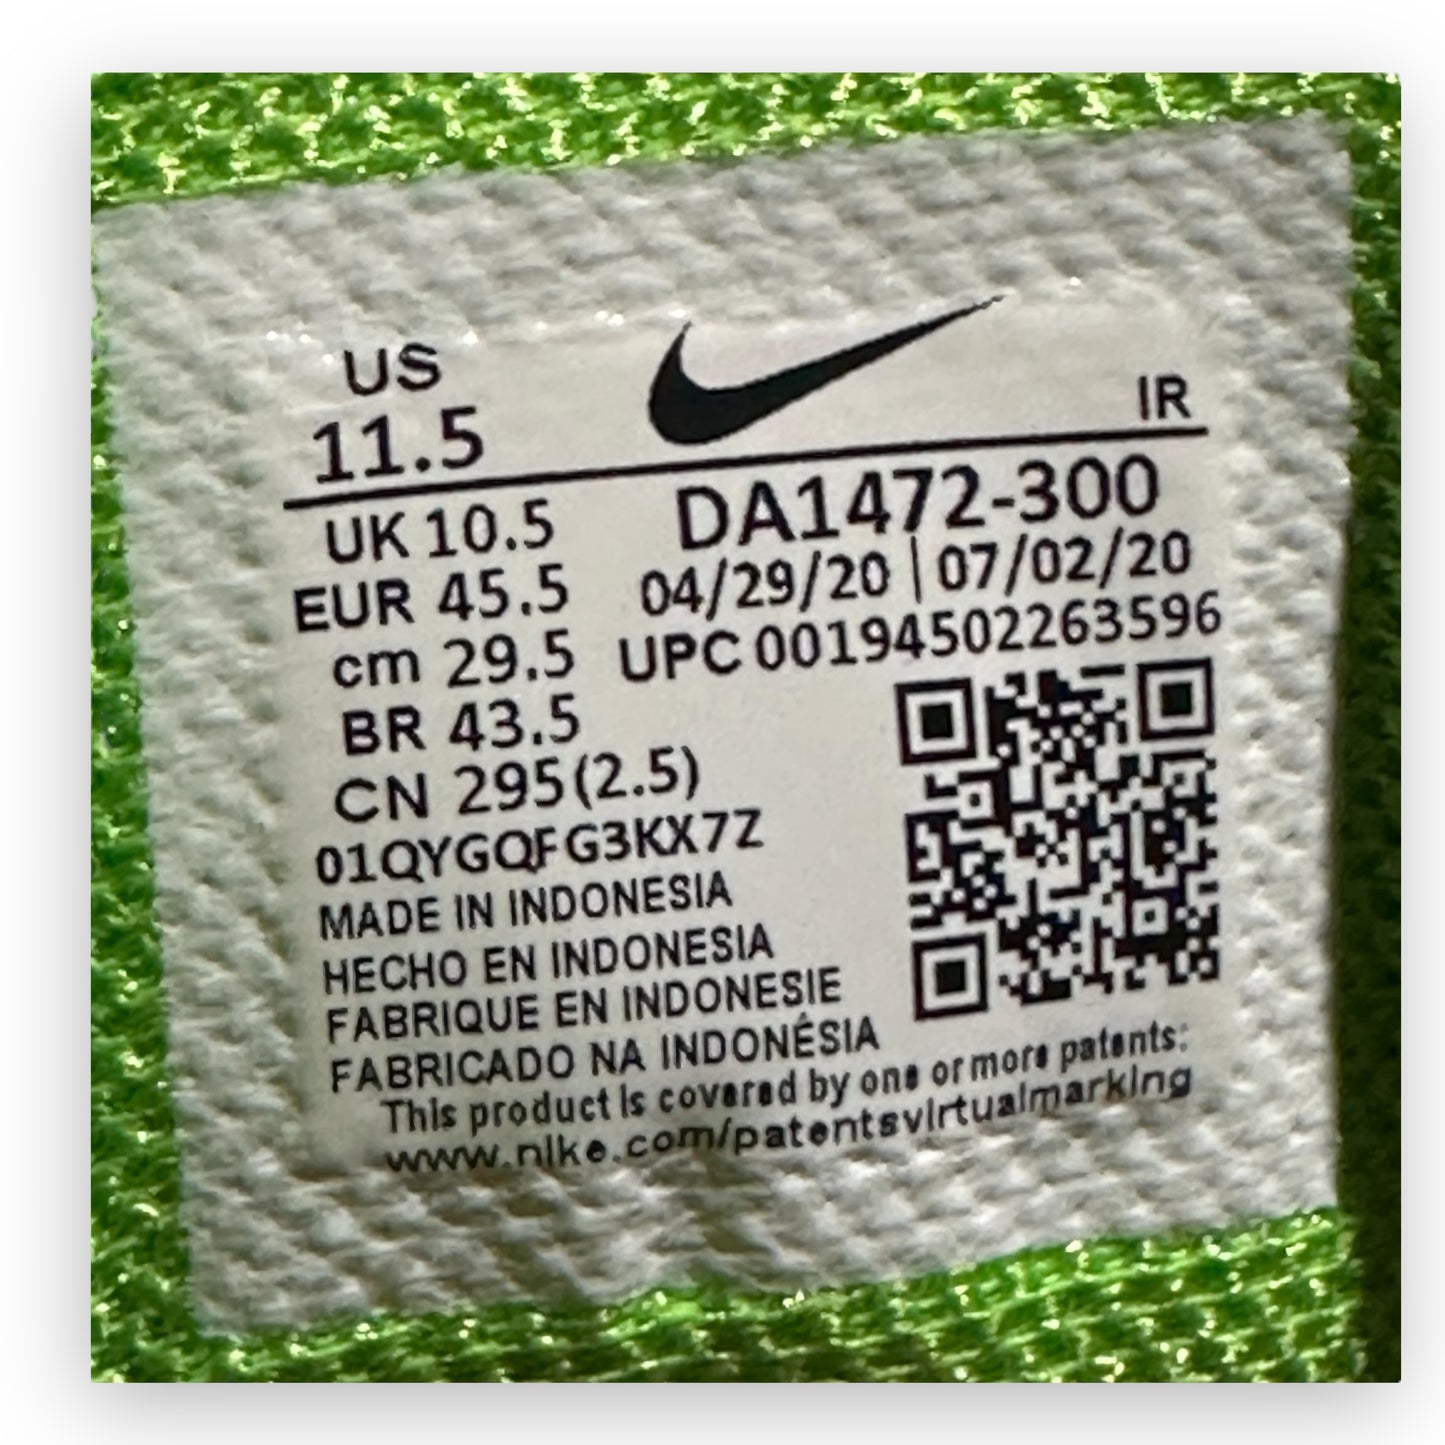 US
11.5
IR
UK 10.5
EUR 45.5
cm 29.5
BR 43.5
CN 295(2.5)
DA1472-300
04/29/20 | 07/02/20
UPC 00194502263596
01QYGQFG3KX7Z
MADE IN INDONESIA
HECHO EN INDONESIA
FABRIQUE EN INDONESIE
FABRICADO NA INDONÉSIA
This product is covered by one or more patents:
www.nike.com/patentsvirtualmarking